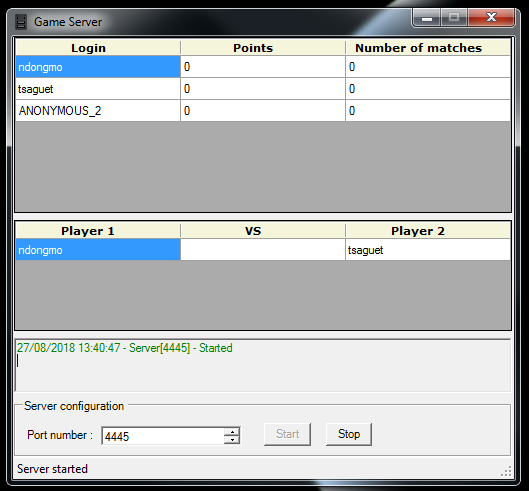 Game Server
Login Points Number of matches
ndongmo 0 0
tsaguet 0 0
ANONYMOUS_2 0 0
Player 1 VS Player 2
ndongmo tsaguet
27/08/2018 13:40:47 - Server[4445] - Started
Server configuration
Port number : 4445 Start Stop
Server started